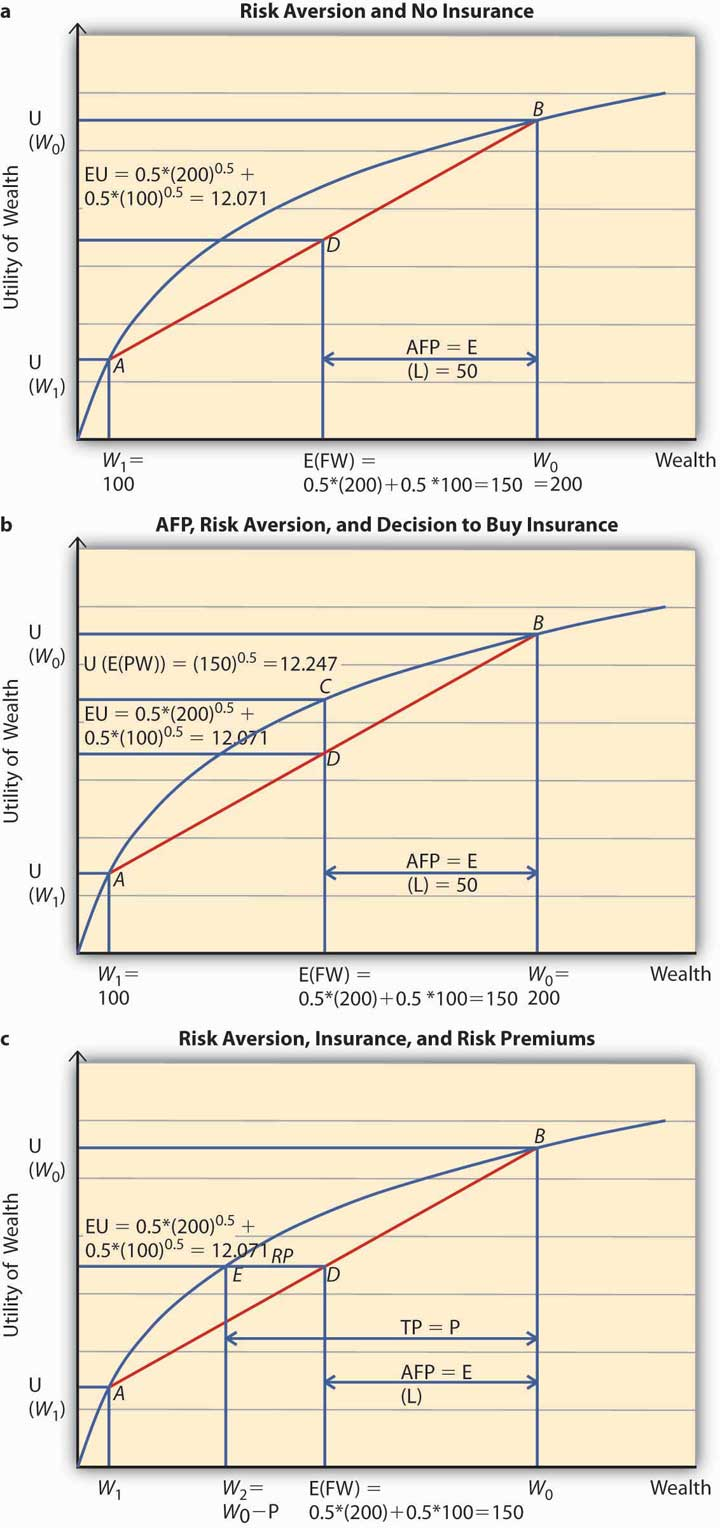 a
Risk Aversion and No Insurance
Utility of Wealth
U
(W₀)
B
EU = 0.5*(200)⁰·⁵ +
0.5*(100)⁰·⁵ = 12.071
D
U
(W₁)
A
AFP = E
(L) = 50
W₁=
100
E(FW) =
0.5*(200)+0.5 *100=150
W₀
=200
Wealth
b
AFP, Risk Aversion, and Decision to Buy Insurance
Utility of Wealth
U
(W₀)
B
U (E(PW)) = (150)⁰·⁵ =12.247
C
EU = 0.5*(200)⁰·⁵ +
0.5*(100)⁰·⁵ = 12.071
D
U
(W₁)
A
AFP = E
(L) = 50
W₁=
100
E(FW) =
0.5*(200)+0.5 *100=150
W₀=
200
Wealth
c
Risk Aversion, Insurance, and Risk Premiums
Utility of Wealth
U
(W₀)
B
EU = 0.5*(200)⁰·⁵ +
0.5*(100)⁰·⁵ = 12.071
RP
E
D
TP = P
U
(W₁)
A
AFP = E
(L)
W₁
W₂=
W0−P
E(FW) =
0.5*(200)+0.5*100=150
W₀
Wealth